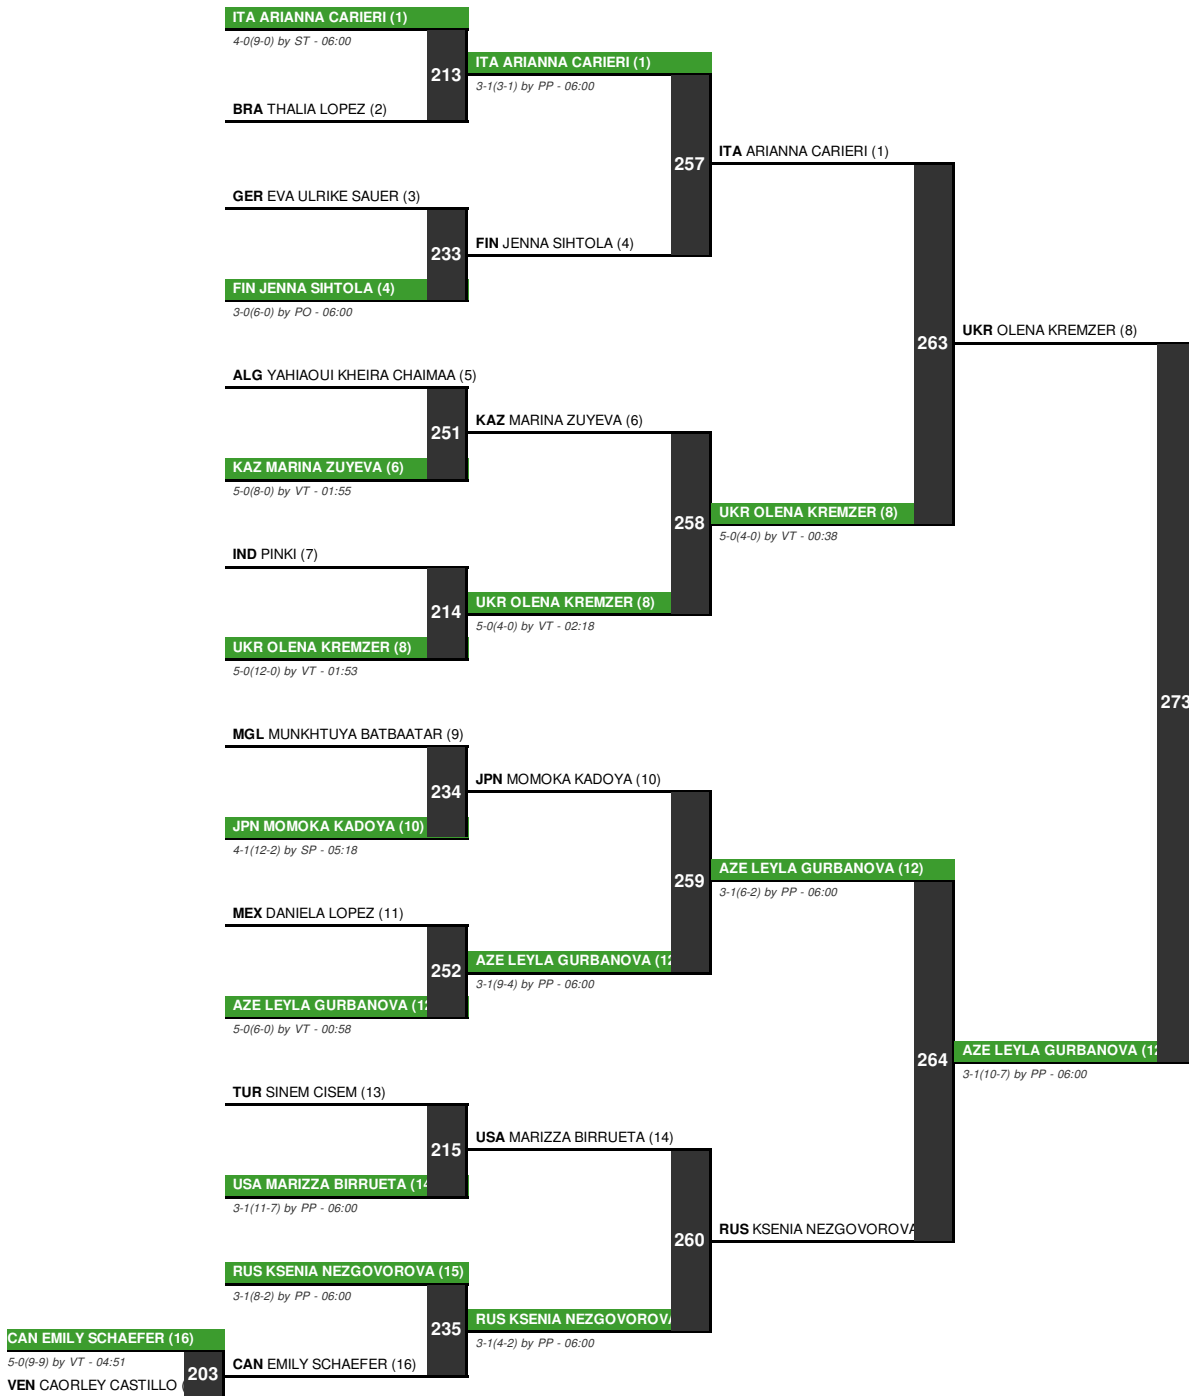 ITA ARIANNA CARIERI (1)
4-0(9-0) by ST - 06:00
213
BRA THALIA LOPEZ (2)
ITA ARIANNA CARIERI (1)
3-1(3-1) by PP - 06:00
257
ITA ARIANNA CARIERI (1)
GER EVA ULRIKE SAUER (3)
233
FIN JENNA SIHTOLA (4)
FIN JENNA SIHTOLA (4)
3-0(6-0) by PO - 06:00
263
UKR OLENA KREMZER (8)
ALG YAHIAOUI KHEIRA CHAIMAA (5)
251
KAZ MARINA ZUYEVA (6)
KAZ MARINA ZUYEVA (6)
5-0(8-0) by VT - 01:55
258
UKR OLENA KREMZER (8)
5-0(4-0) by VT - 00:38
IND PINKI (7)
214
UKR OLENA KREMZER (8)
5-0(4-0) by VT - 02:18
UKR OLENA KREMZER (8)
5-0(12-0) by VT - 01:53
273
MGL MUNKHTUYA BATBAATAR (9)
234
JPN MOMOKA KADOYA (10)
JPN MOMOKA KADOYA (10)
4-1(12-2) by SP - 05:18
259
AZE LEYLA GURBANOVA (12)
3-1(6-2) by PP - 06:00
MEX DANIELA LOPEZ (11)
252
AZE LEYLA GURBANOVA (12
3-1(9-4) by PP - 06:00
AZE LEYLA GURBANOVA (12
5-0(6-0) by VT - 00:58
264
AZE LEYLA GURBANOVA (12
3-1(10-7) by PP - 06:00
TUR SINEM CISEM (13)
215
USA MARIZZA BIRRUETA (14)
USA MARIZZA BIRRUETA (14
3-1(11-7) by PP - 06:00
260
RUS KSENIA NEZGOVOROVA
RUS KSENIA NEZGOVOROVA (15)
3-1(8-2) by PP - 06:00
235
RUS KSENIA NEZGOVOROVA
3-1(4-2) by PP - 06:00
CAN EMILY SCHAEFER (16)
5-0(9-9) by VT - 04:51
203
CAN EMILY SCHAEFER (16)
VEN CAORLEY CASTILLO (